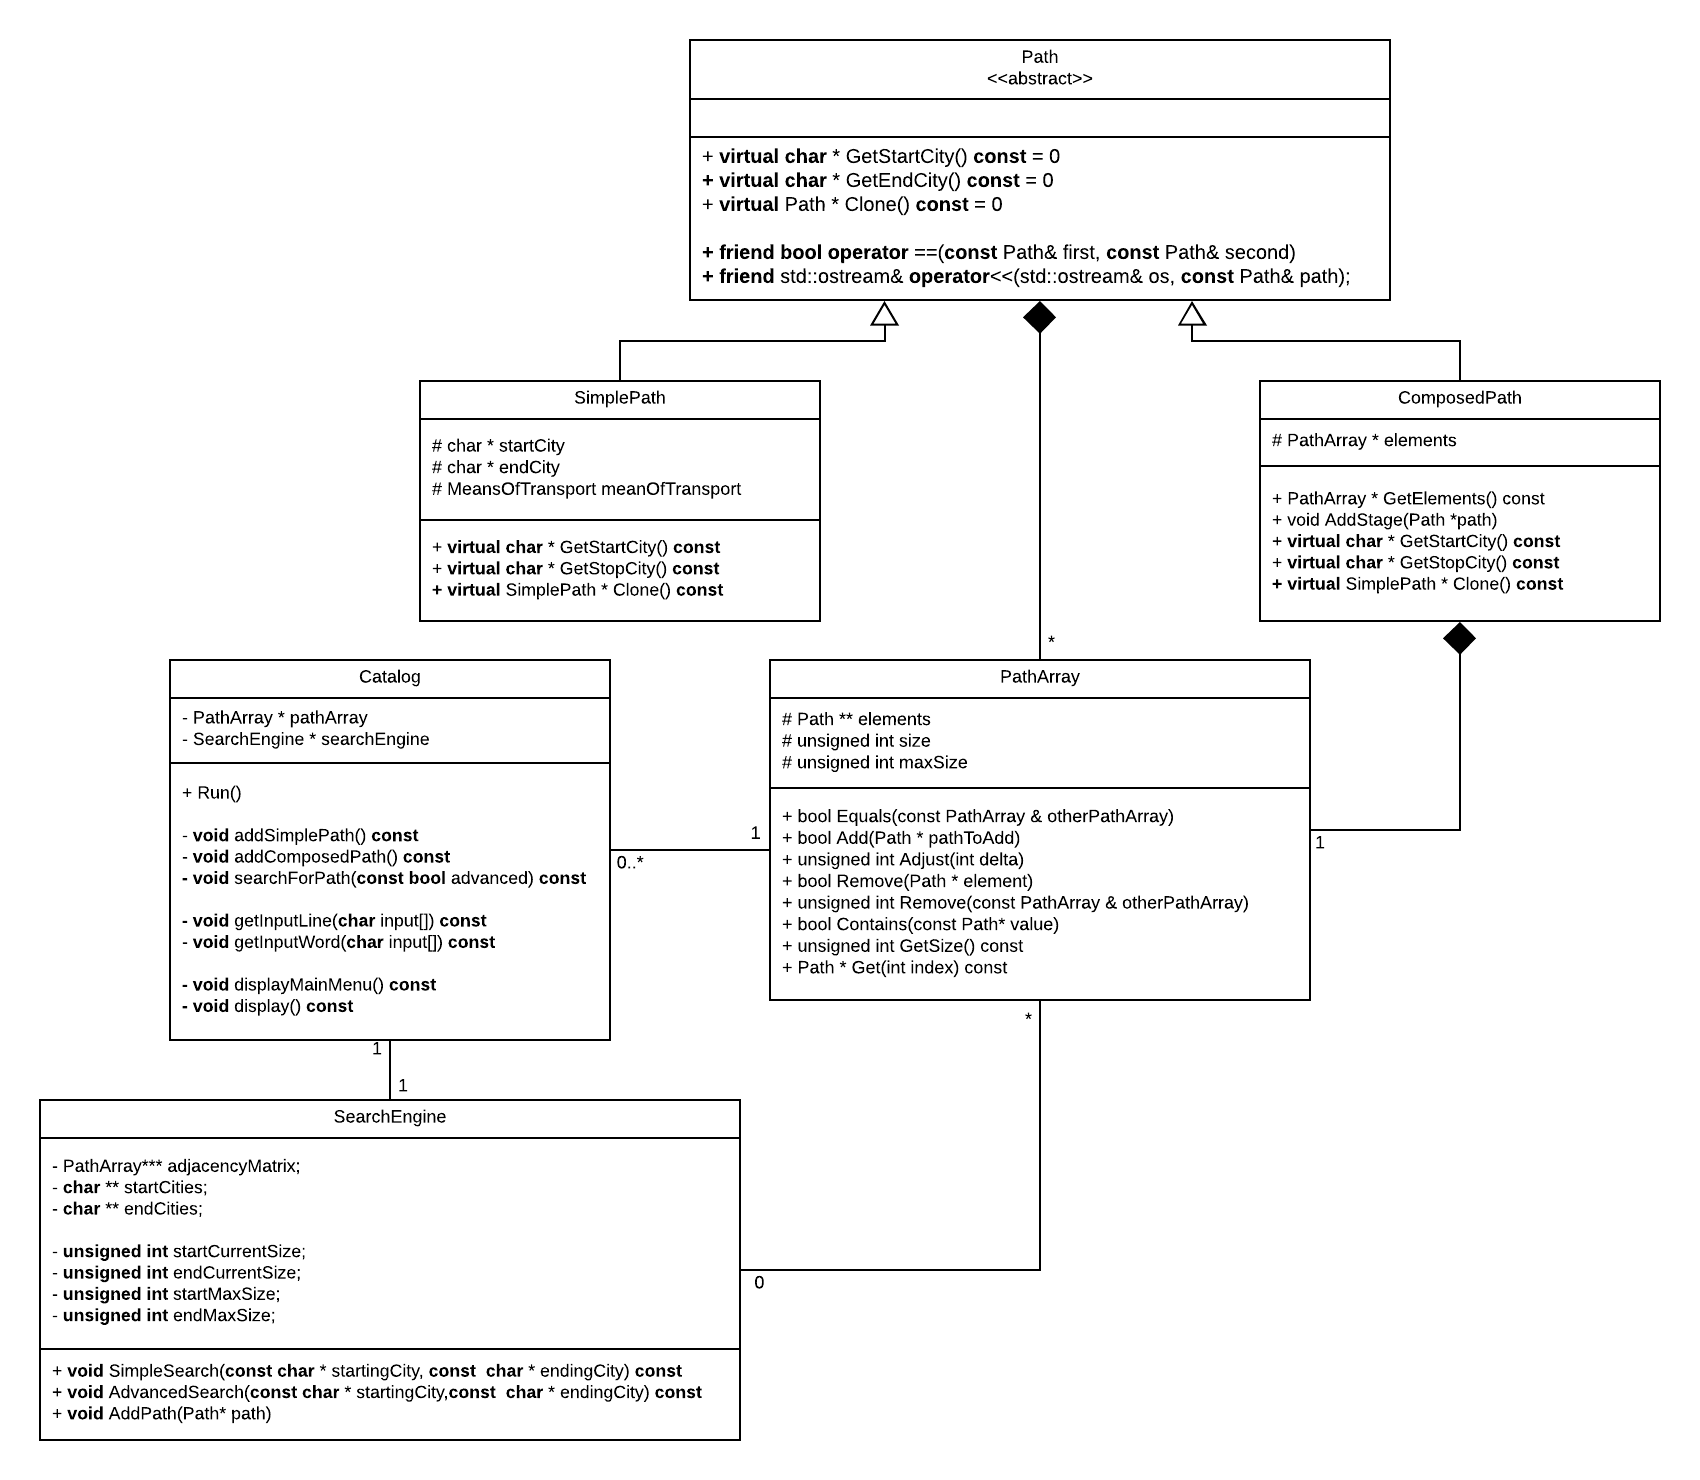 Path
<<abstract>>
+ virtual char * GetStartCity() const = 0
+ virtual char * GetEndCity() const = 0
+ virtual Path * Clone() const = 0
+ friend bool operator ==(const Path& first, const Path& second)
+ friend std::ostream& operator<<(std::ostream& os, const Path& path);
SimplePath
# char * startCity
# char * endCity
# MeansOfTransport meanOfTransport
+ virtual char * GetStartCity() const
+ virtual char * GetStopCity() const
+ virtual SimplePath * Clone() const
ComposedPath
# PathArray * elements
+ PathArray * GetElements() const
+ void AddStage(Path *path)
+ virtual char * GetStartCity() const
+ virtual char * GetStopCity() const
+ virtual SimplePath * Clone() const
*
Catalog
- PathArray * pathArray
- SearchEngine * searchEngine
+ Run()
- void addSimplePath() const
- void addComposedPath() const
- void searchForPath(const bool advanced) const
- void getInputLine(char input[]) const
- void getInputWord(char input[]) const
- void displayMainMenu() const
- void display() const
1
0..*
PathArray
# Path ** elements
# unsigned int size
# unsigned int maxSize
+ bool Equals(const PathArray & otherPathArray)
+ bool Add(Path * pathToAdd)
+ unsigned int Adjust(int delta)
+ bool Remove(Path * element)
+ unsigned int Remove(const PathArray & otherPathArray)
+ bool Contains(const Path* value)
+ unsigned int GetSize() const
+ Path * Get(int index) const
1
*
1
1
SearchEngine
- PathArray*** adjacencyMatrix;
- char ** startCities;
- char ** endCities;
- unsigned int startCurrentSize;
- unsigned int endCurrentSize;
- unsigned int startMaxSize;
- unsigned int endMaxSize;
+ void SimpleSearch(const char * startingCity, const  char * endingCity) const
+ void AdvancedSearch(const char * startingCity,const  char * endingCity) const
+ void AddPath(Path* path)
0